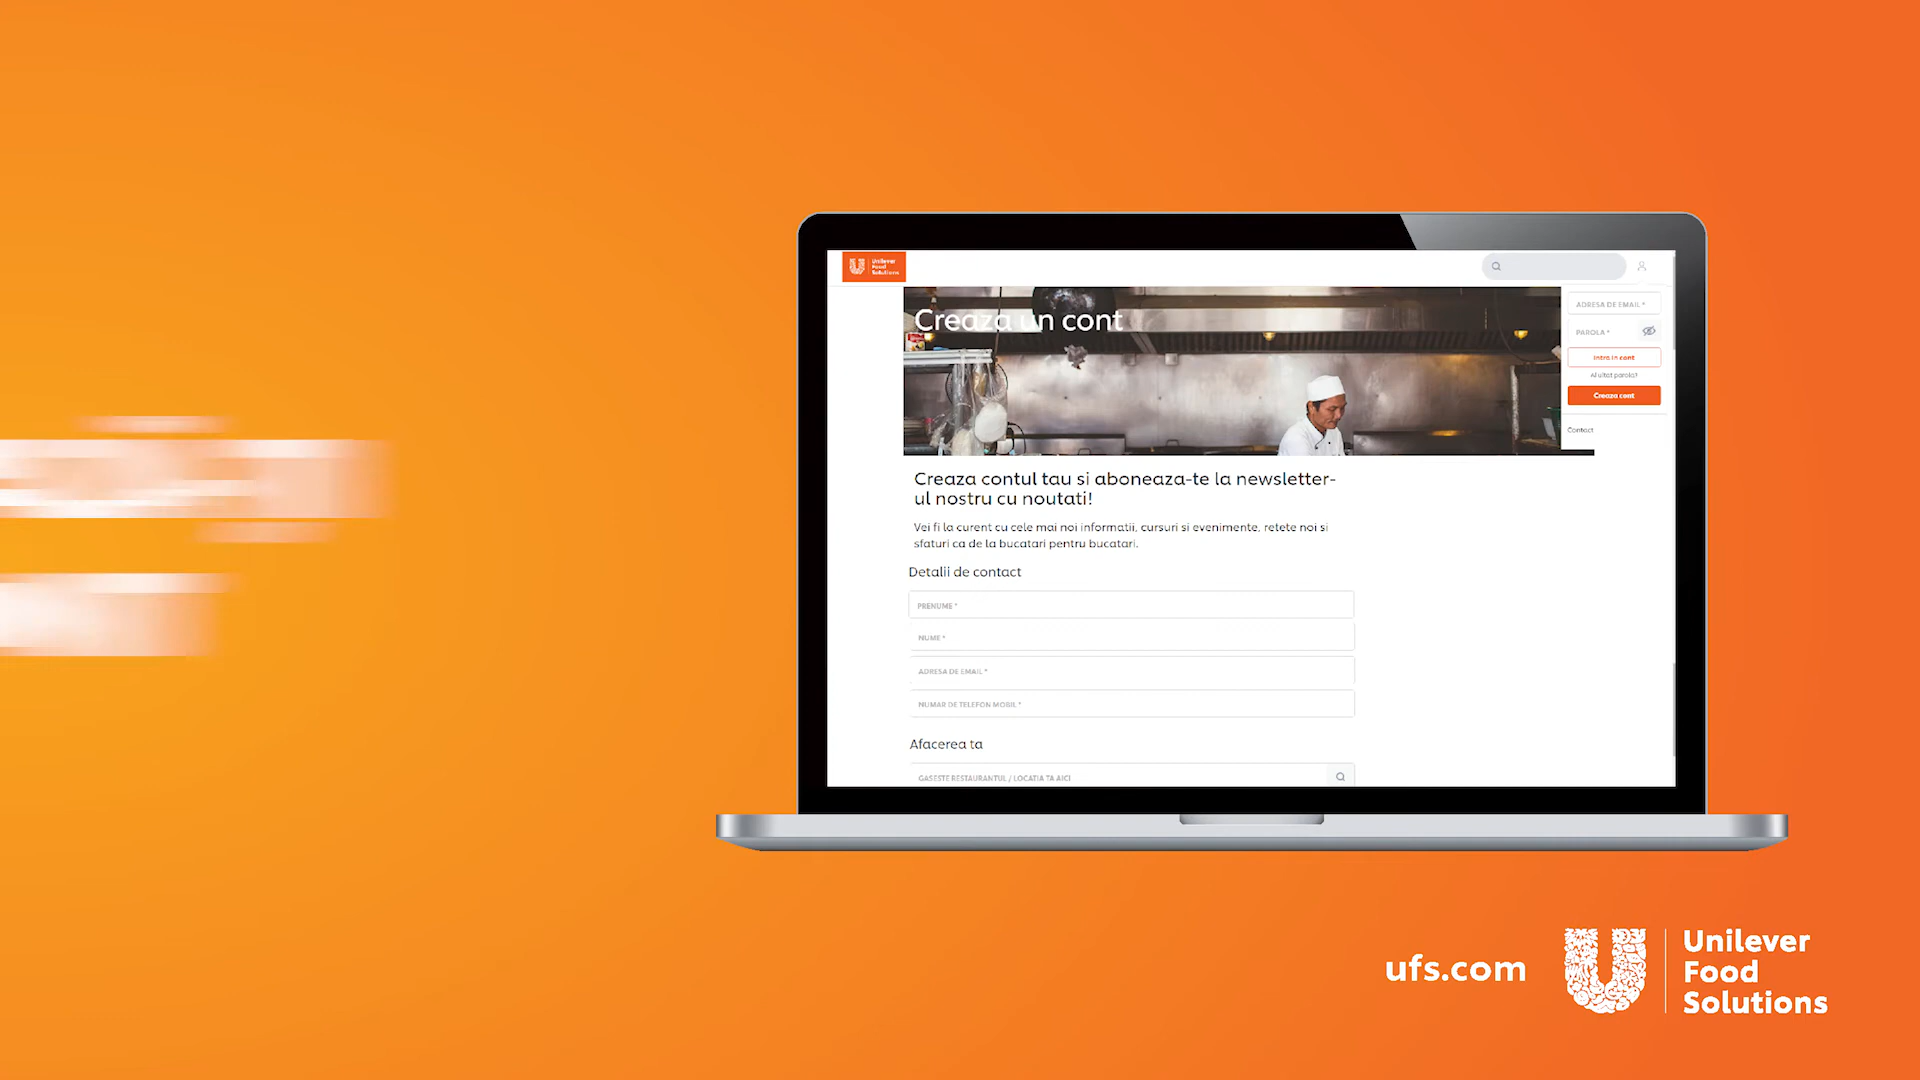 Unilever
Food
Solutions
Creaza un cont
ADRESA DE EMAIL *
PAROLA *
Intra in cont
Ai uitat parola?
Creaza cont
Contact
Creaza contul tau si aboneaza-te la newsletter-
ul nostru cu noutati!
Vei fi la curent cu cele mai noi informatii, cursuri si evenimente, retete noi si
sfaturi ca de la bucatari pentru bucatari.
Detalii de contact
PRENUME *
NUME *
ADRESA DE EMAIL *
NUMAR DE TELEFON MOBIL *
Afacerea ta
GASESTE RESTAURANTUL / LOCATIA TA AICI
ufs.com
Unilever
Food
Solutions